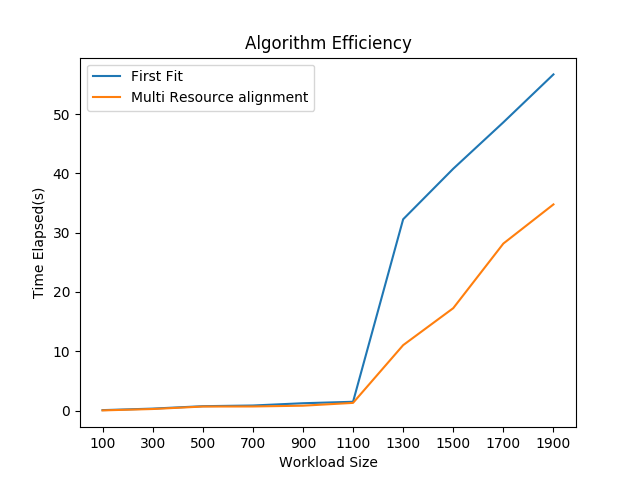 Algorithm Efficiency
First Fit
Multi Resource alignment
Time Elapsed(s)
50
40
30
20
10
0
100 300 500 700 900 1100 1300 1500 1700 1900
Workload Size